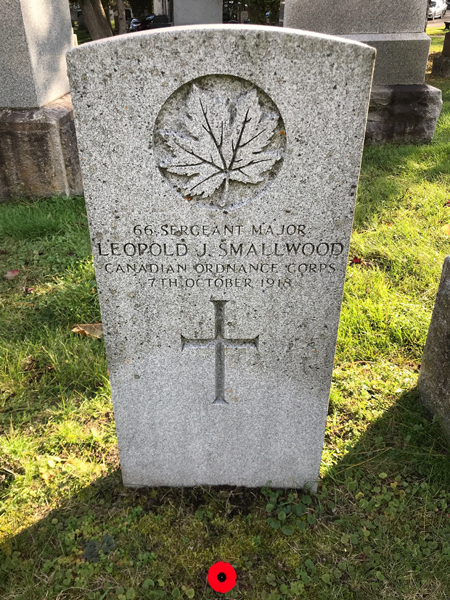 66 SERGEANT MAJOR
LEOPOLD J. SMALLWOOD
CANADIAN ORDNANCE CORPS
7TH OCTOBER 1918